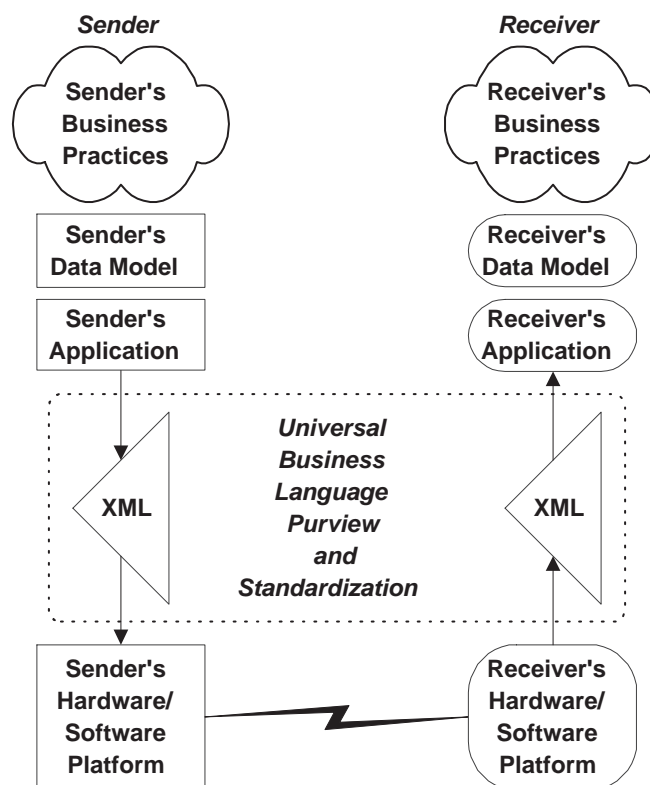 Sender
Sender's
Business
Practices
Sender's
Data Model
Sender's
Application
XML
Sender's
Hardware/
Software
Platform
Universal
Business
Language
Purview
and
Standardization
Receiver
Receiver's
Business
Practices
Receiver's
Data Model
Receiver's
Application
XML
Receiver's
Hardware/
Software
Platform